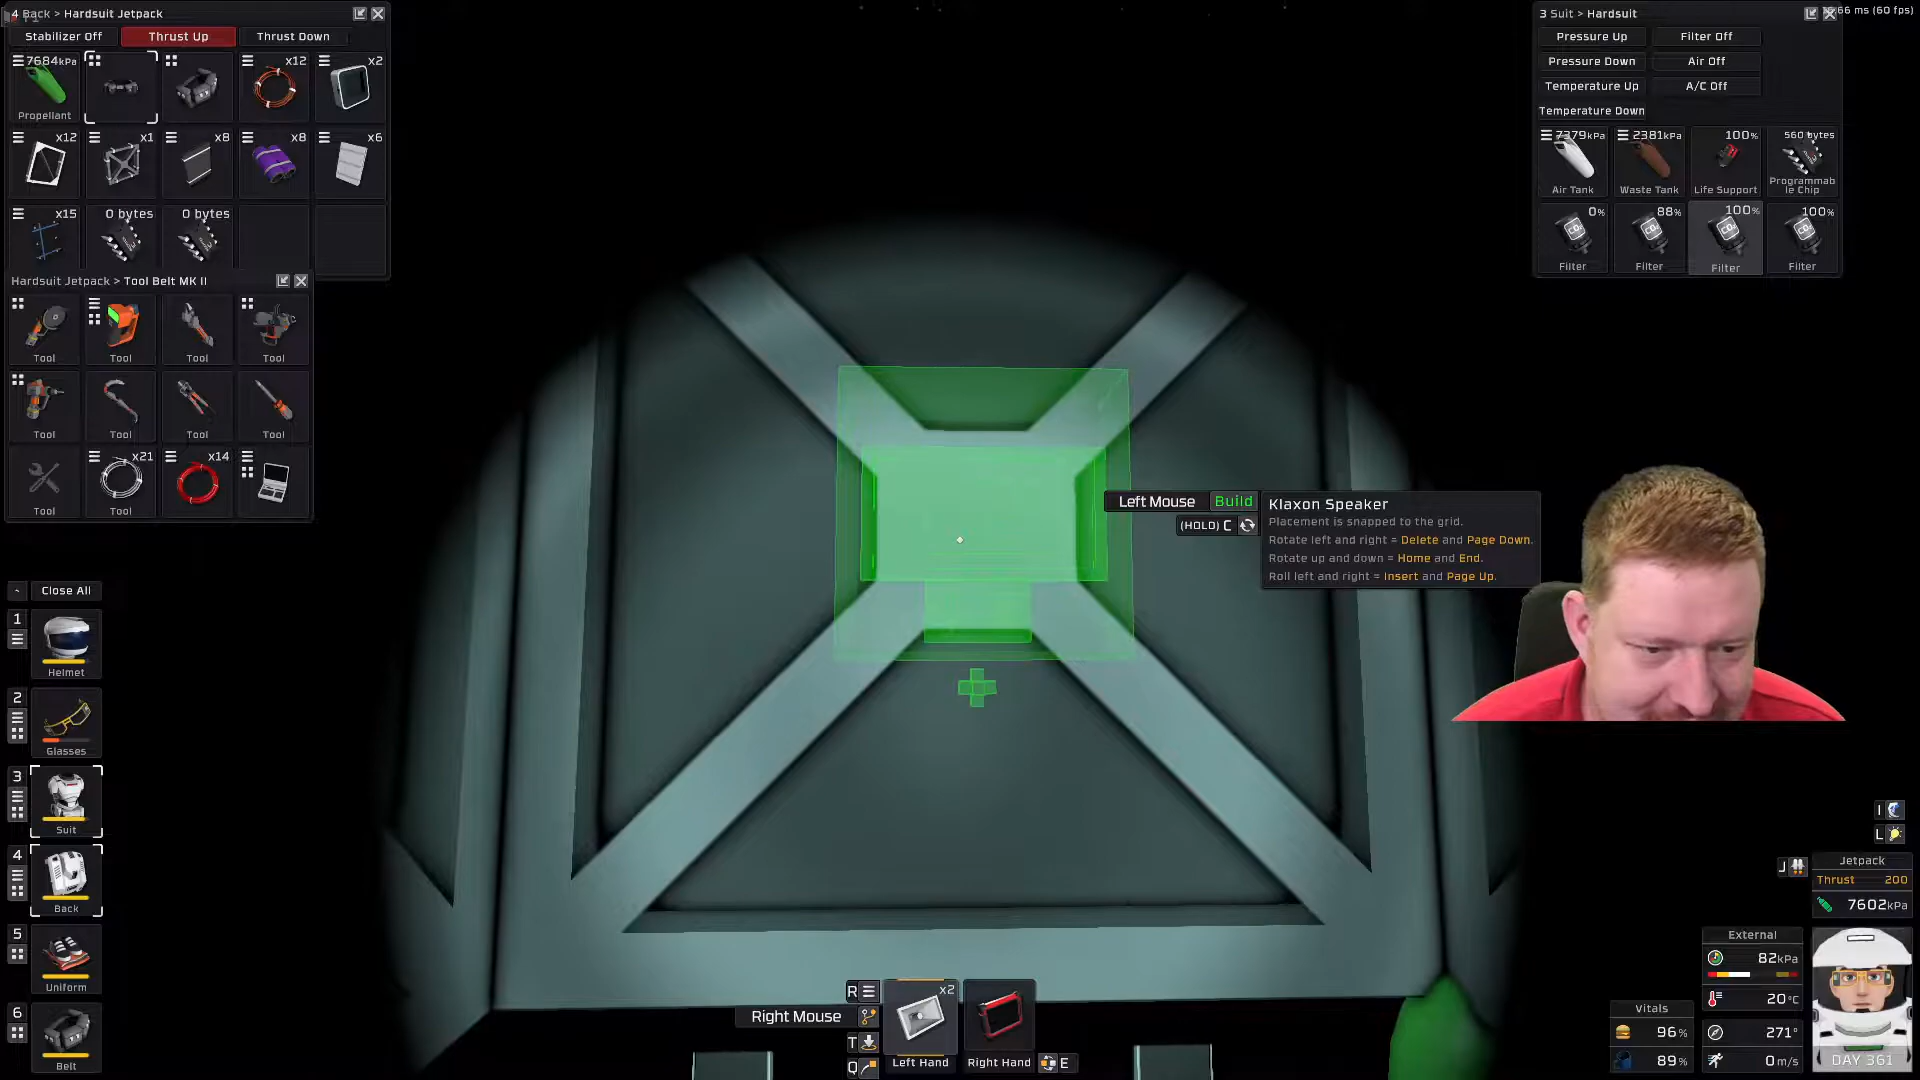 4 Back > Hardsuit Jetpack
Stabilizer Off
Thrust Up
Thrust Down
7684kPa
Propellant
x12
x2
x12
x1
x8
x8
x6
x15
0 bytes
0 bytes
Hardsuit Jetpack > Tool Belt MK II
Tool
Tool
Tool
Tool
Tool
Tool
Tool
Tool
Tool
x21
Tool
x14
Tool
~ Close All
1
Helmet
2
Glasses
3
Suit
4
Back
5
Uniform
6
Belt
3 Suit > Hardsuit
66 ms (60 fps)
Pressure Up
Filter Off
Pressure Down
Air Off
Temperature Up
A/C Off
Temperature Down
7379kPa
Air Tank
2381kPa
Waste Tank
100%
Life Support
560 bytes
Programmab
le Chip
0%
Filter
88%
Filter
100%
Filter
100%
Filter
Left Mouse Build
(HOLD) C
Klaxon Speaker
Placement is snapped to the grid.
Rotate left and right = Delete and Page Down.
Rotate up and down = Home and End.
Roll left and right = Insert and Page Up.
R
Right Mouse
T
Q
x2
Left Hand
Right Hand
E
I
L
J
Jetpack
Thrust 200
7602kPa
External
82kPa
20°C
271°
0m/s
Vitals
96%
89%
DAY 361